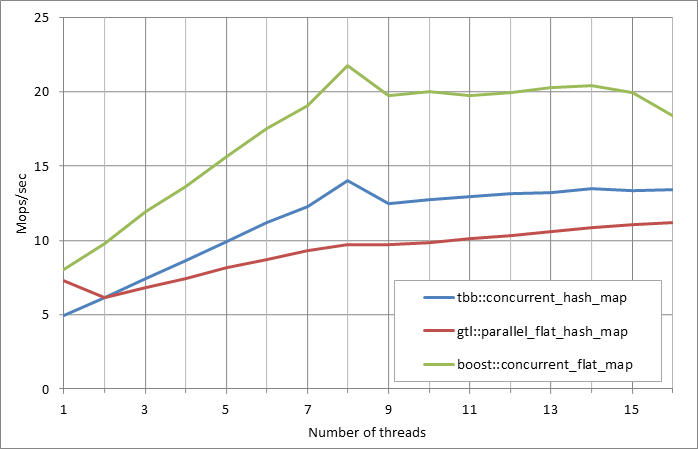 25
20
15
10
5
0
Mops/sec
tbb::concurrent_hash_map
gtl::parallel_flat_hash_map
boost::concurrent_flat_map
1 3 5 7 9 11 13 15
Number of threads